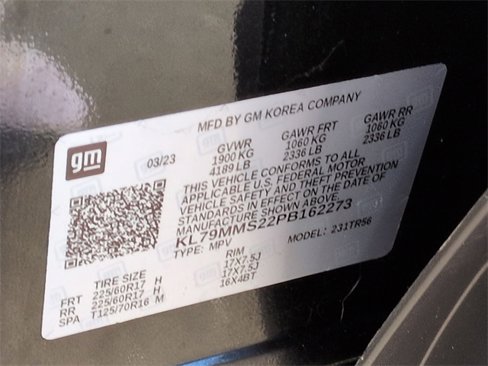 MFD BY GM KOREA COMPANY
gm
03/23
GVWR GAWR FRT GAWR RR
1900 KG 1060 KG 1060 KG
4189 LB 2336 LB 2336 LB
THIS VEHICLE CONFORMS TO ALL
APPLICABLE U.S. FEDERAL MOTOR
VEHICLE SAFETY AND THEFT PREVENTION
STANDARDS IN EFFECT ON THE DATE OF
MANUFACTURE
KL79MMS22PB162273
TYPE: MPV MODEL: 231TR56
TIRE SIZE RIM
FRT 225/60R17 H 17X7.5J
RR 225/60R17 H 17X7.5J
SPA T125/70R16 M 16X4BT